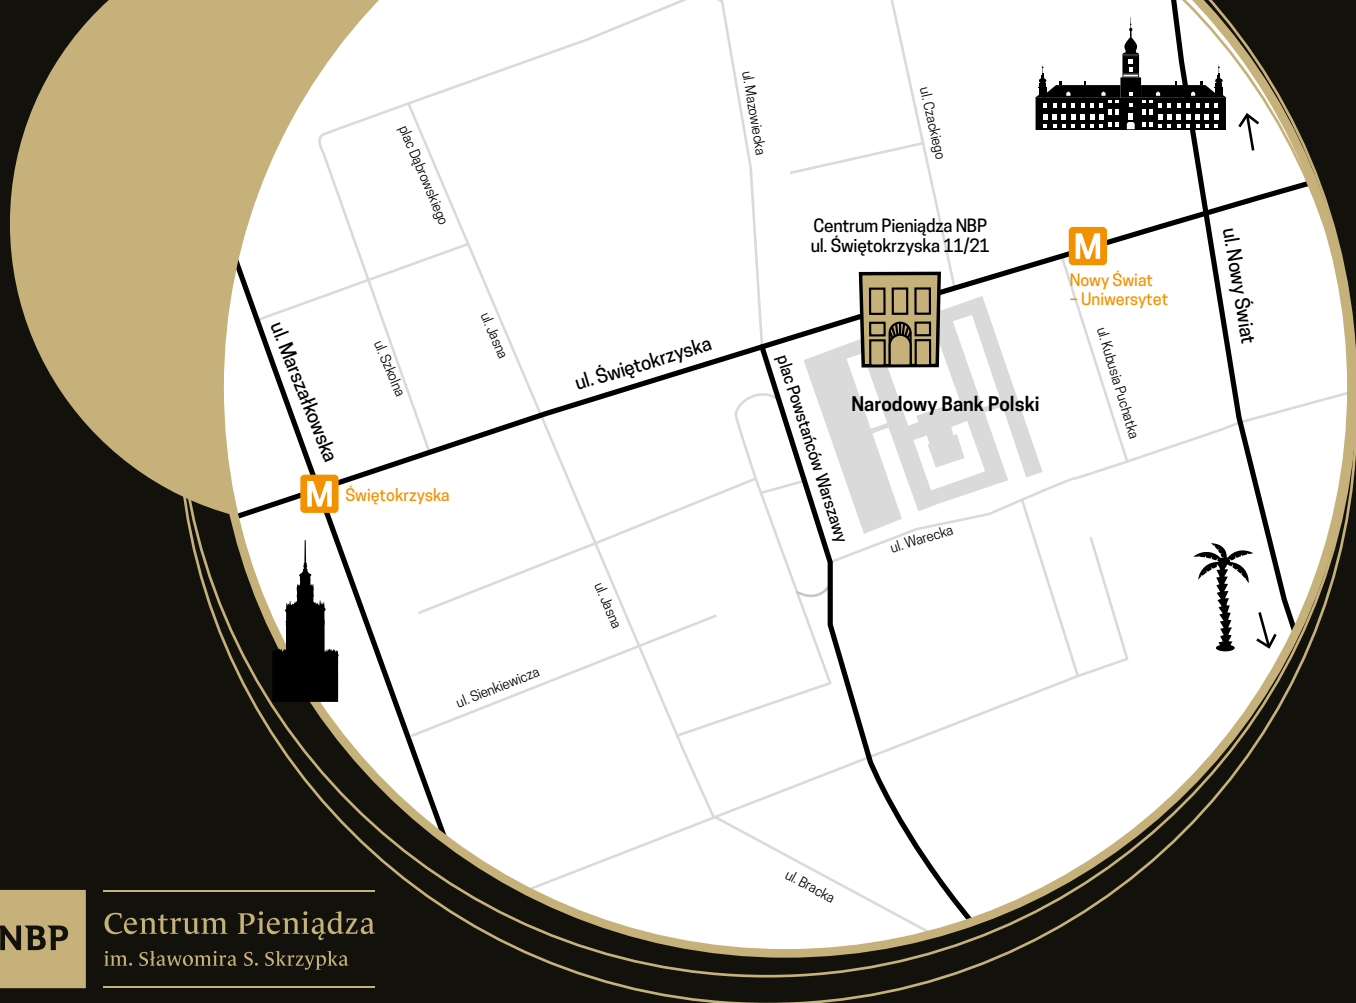 ul. Mazowiecka
ul. Czackiego
plac Dąbrowskiego
Centrum Pieniądza NBP
ul. Świętokrzyska 11/21
M
Nowy Świat
– Uniwersytet
ul. Nowy Świat
ul. Marszałkowska
ul. Szkolna
ul. Jasna
ul. Świętokrzyska
plac Powstańców Warszawy
Narodowy Bank Polski
ul. Kubusia Puchatka
M
Świętokrzyska
ul. Warecka
ul. Jasna
ul. Sienkiewicza
ul. Bracka
NBP
Centrum Pieniądza
im. Sławomira S. Skrzypka